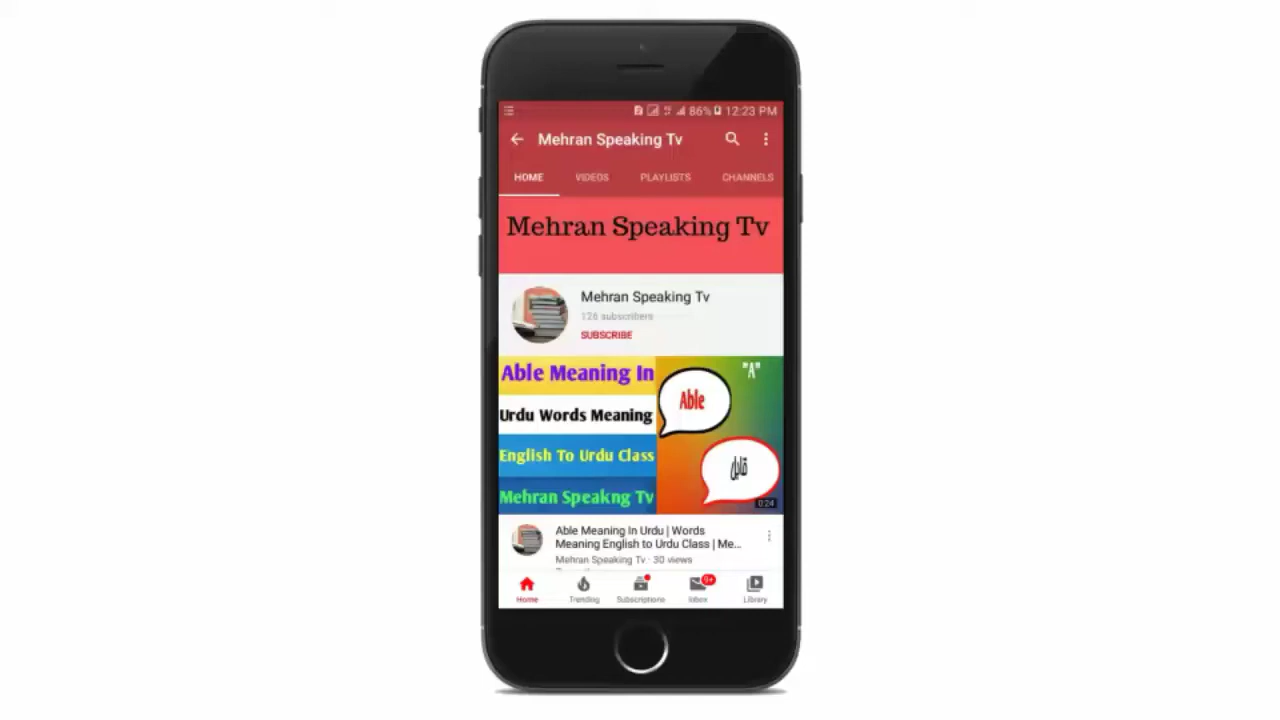 86% 12:23 PM
Mehran Speaking Tv
HOME VIDEOS PLAYLISTS CHANNELS
Mehran Speaking Tv
Mehran Speaking Tv
126 subscribers
SUBSCRIBE
Able Meaning In
Urdu Words Meaning
English To Urdu Class
Mehran Speakng Tv
"A"
Able
قابل
0:24
Able Meaning In Urdu | Words
Meaning English to Urdu Class | Me...
Mehran Speaking Tv · 30 views
9+
Home Trending Subscriptions Inbox Library